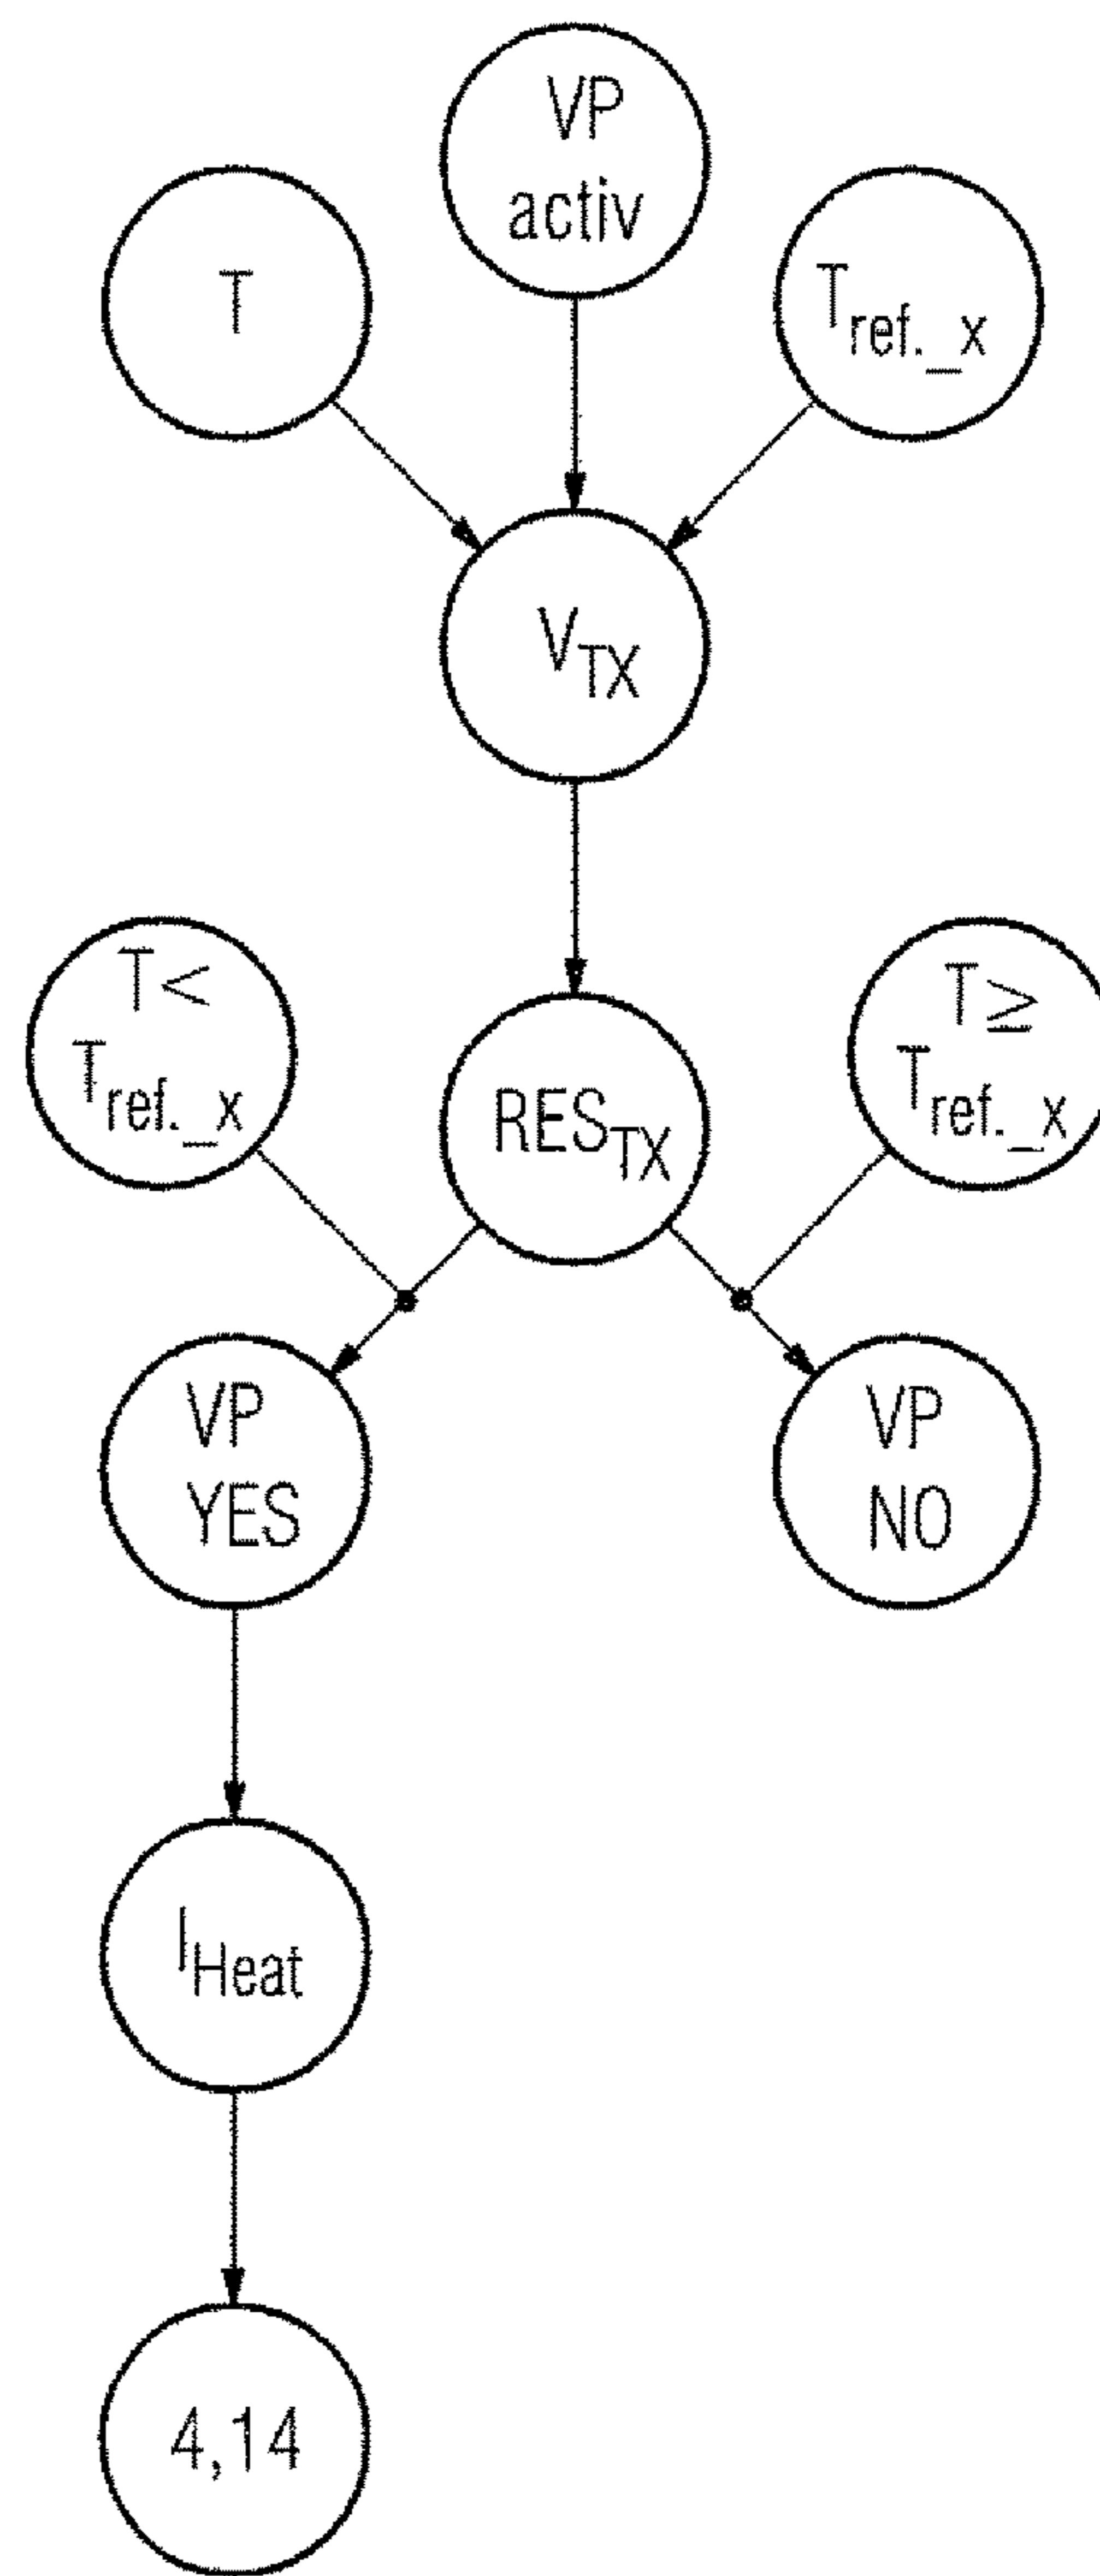 VP
activ
T
Tref._x
VTX
T<
Tref._x
T≥
Tref._x
RESTX
VP
YES
VP
NO
IHeat
4,14